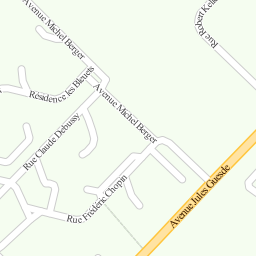 Avenue Michel Berger
Rue Robert
Résidence les Bleuets
Avenue Michel Berger
Rue Claude Debussy
Avenue Jules Guesde
Rue Frédéric Chopin